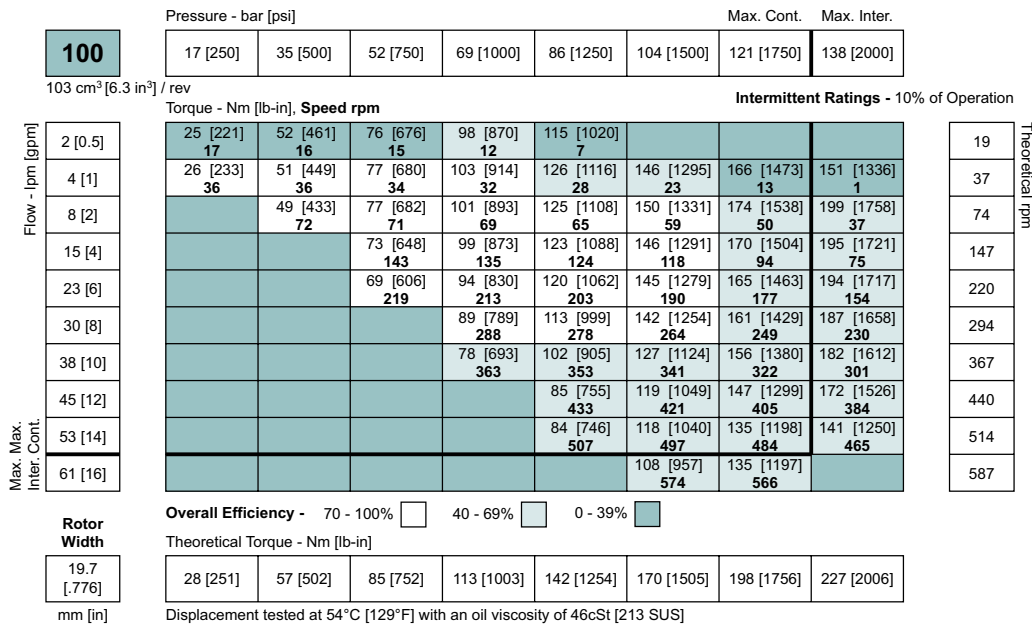 Pressure - bar [psi] Max. Cont. Max. Inter.
100 17 [250] 35 [500] 52 [750] 69 [1000] 86 [1250] 104 [1500] 121 [1750] 138 [2000]
103 cm³ [6.3 in³] / rev
Torque - Nm [lb-in], Speed rpm Intermittent Ratings - 10% of Operation
Flow - lpm [gpm]
Theoretical rpm
2 [0.5] 25 [221] 52 [461] 76 [676] 98 [870] 115 [1020] 19
17 16 15 12 7
4 [1] 26 [233] 51 [449] 77 [680] 103 [914] 126 [1116] 146 [1295] 166 [1473] 151 [1336] 37
36 36 34 32 28 23 13 1
8 [2] 49 [433] 77 [682] 101 [893] 125 [1108] 150 [1331] 174 [1538] 199 [1758] 74
72 71 69 65 59 50 37
15 [4] 73 [648] 99 [873] 123 [1088] 146 [1291] 170 [1504] 195 [1721] 147
143 135 124 118 94 75
23 [6] 69 [606] 94 [830] 120 [1062] 145 [1279] 165 [1463] 194 [1717] 220
219 213 203 190 177 154
30 [8] 89 [789] 113 [999] 142 [1254] 161 [1429] 187 [1658] 294
288 278 264 249 230
38 [10] 78 [693] 102 [905] 127 [1124] 156 [1380] 182 [1612] 367
363 353 341 322 301
45 [12] 85 [755] 119 [1049] 147 [1299] 172 [1526] 440
433 421 405 384
Max. Cont.
53 [14] 84 [746] 118 [1040] 135 [1198] 141 [1250] 514
507 497 484 465
Max. Inter.
61 [16] 108 [957] 135 [1197] 587
574 566
Overall Efficiency - 70 - 100% 40 - 69% 0 - 39%
Rotor
Width
Theoretical Torque - Nm [lb-in]
19.7
[.776]
28 [251] 57 [502] 85 [752] 113 [1003] 142 [1254] 170 [1505] 198 [1756] 227 [2006]
mm [in] Displacement tested at 54°C [129°F] with an oil viscosity of 46cSt [213 SUS]